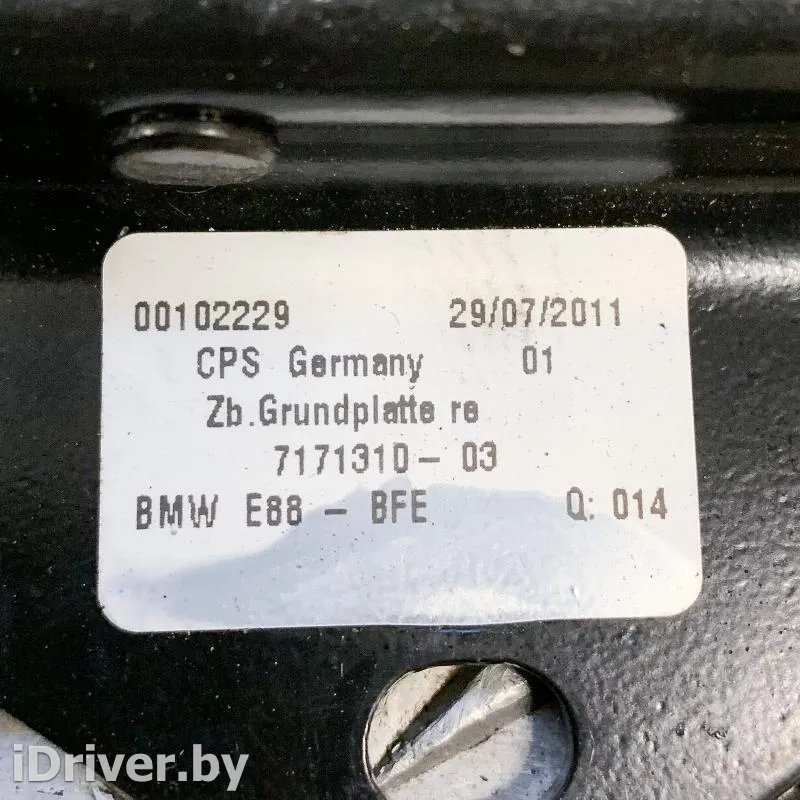 00102229 29/07/2011
CPS Germany 01
Zb.Grundplatte re
7171310- 03
BMW E88 - BFE Q: 014
iDriver.by